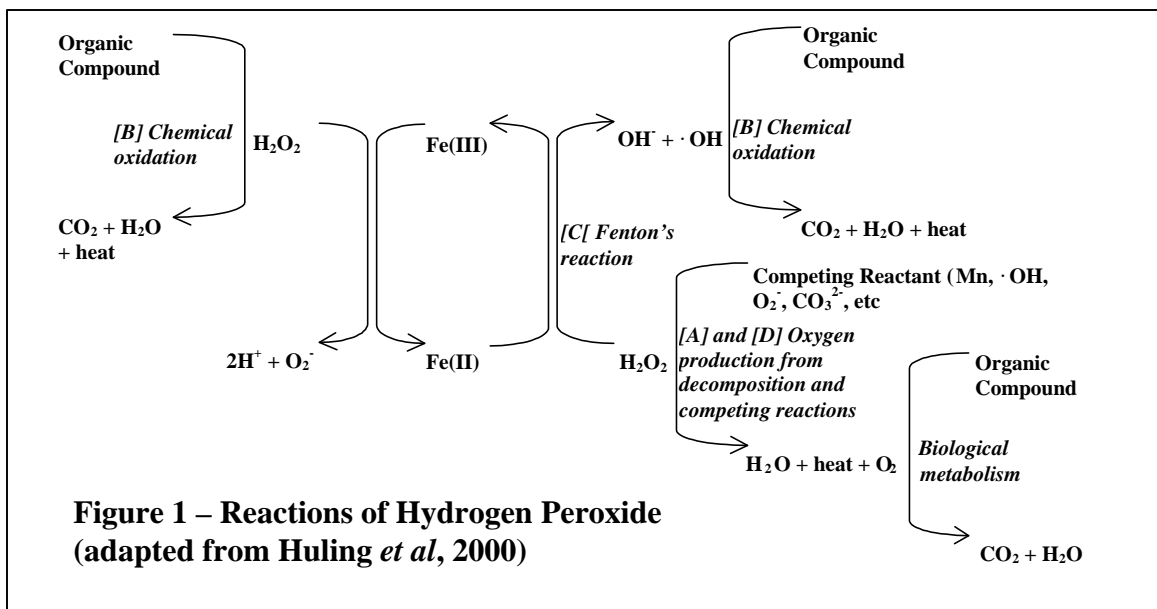 Organic
Compound
[B] Chemical
oxidation
H₂O₂
CO₂ + H₂O
+ heat
Fe(III)
2H⁺ + O₂⁻
Fe(II)
[C[ Fenton's
reaction
OH⁻ + ·OH
Organic
Compound
[B] Chemical
oxidation
CO₂ + H₂O + heat
H₂O₂
Competing Reactant (Mn, ·OH,
O₂⁻, CO₃²⁻, etc
[A] and [D] Oxygen
production from
decomposition and
competing reactions
H₂O + heat + O₂
Organic
Compound
Biological
metabolism
CO₂ + H₂O
Figure 1 – Reactions of Hydrogen Peroxide
(adapted from Huling et al, 2000)